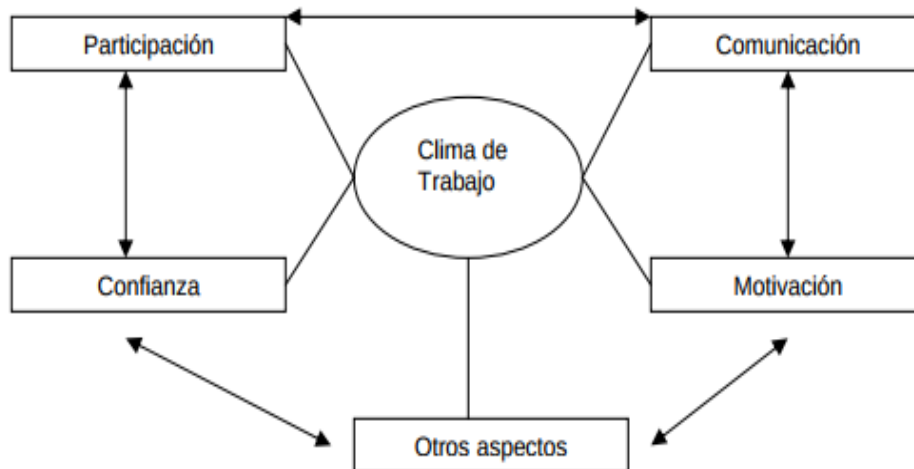 Participación
Comunicación
Clima de
Trabajo
Confianza
Motivación
Otros aspectos